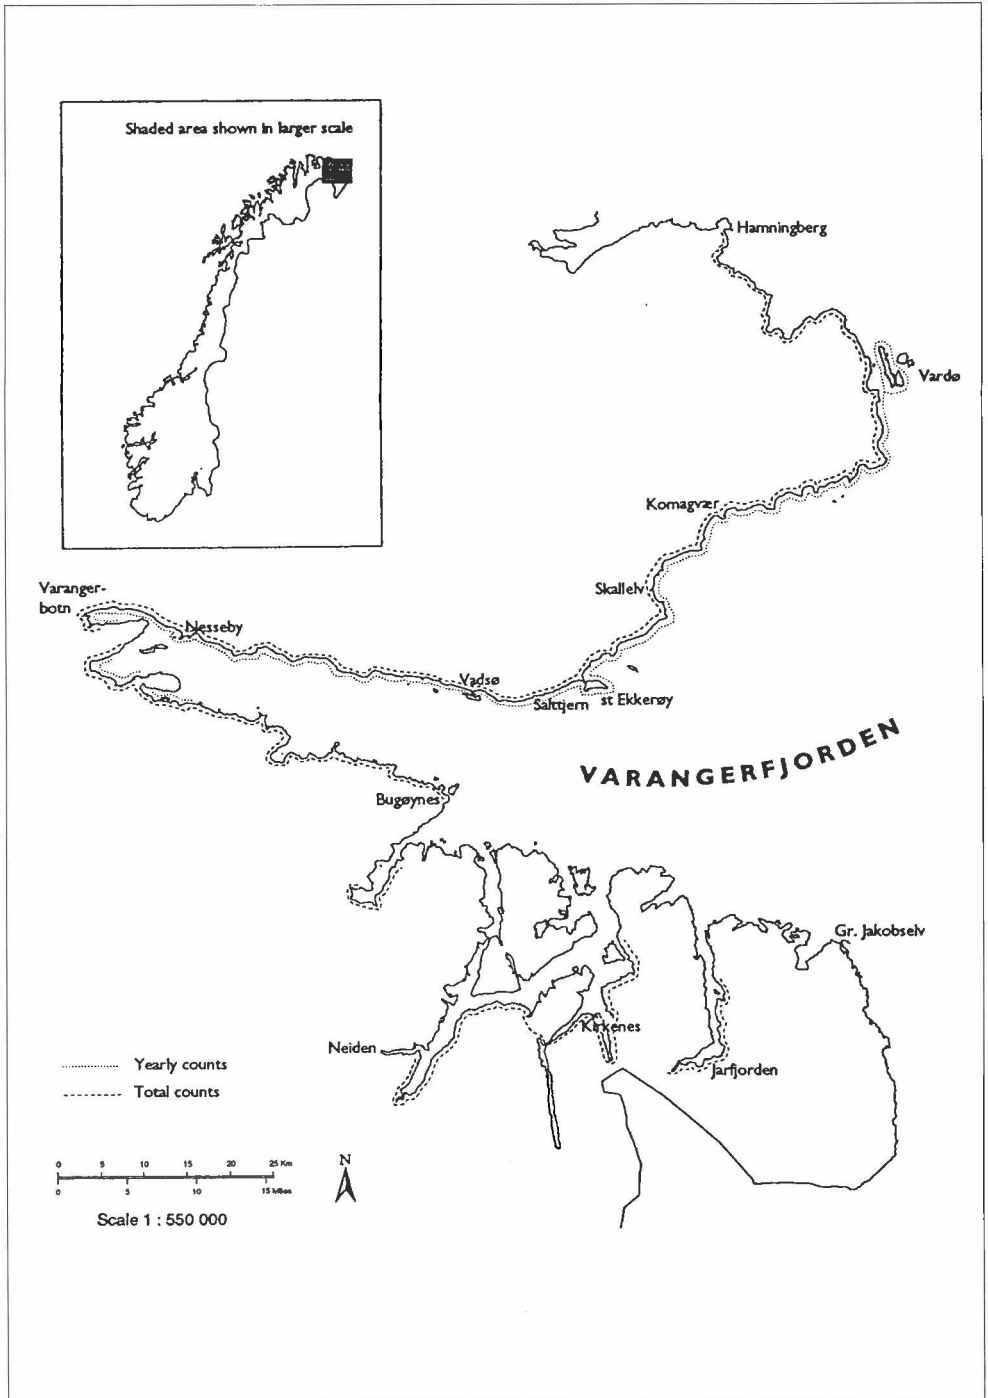 Shaded area shown in larger scale
Hamningberg
Vardø
Komagvær
Skallelv
Varanger-
botn
Nesseby
Vadsø
Salttjern
st Ekkerøy
VARANGERFJORDEN
Bugøynes
Gr. Jakobselv
Kirkenes
Neiden
Jarfjorden
Yearly counts
Total counts
0 5 10 15 20 25 Km
0 5 10 15 Miles
N
Scale 1 : 550 000